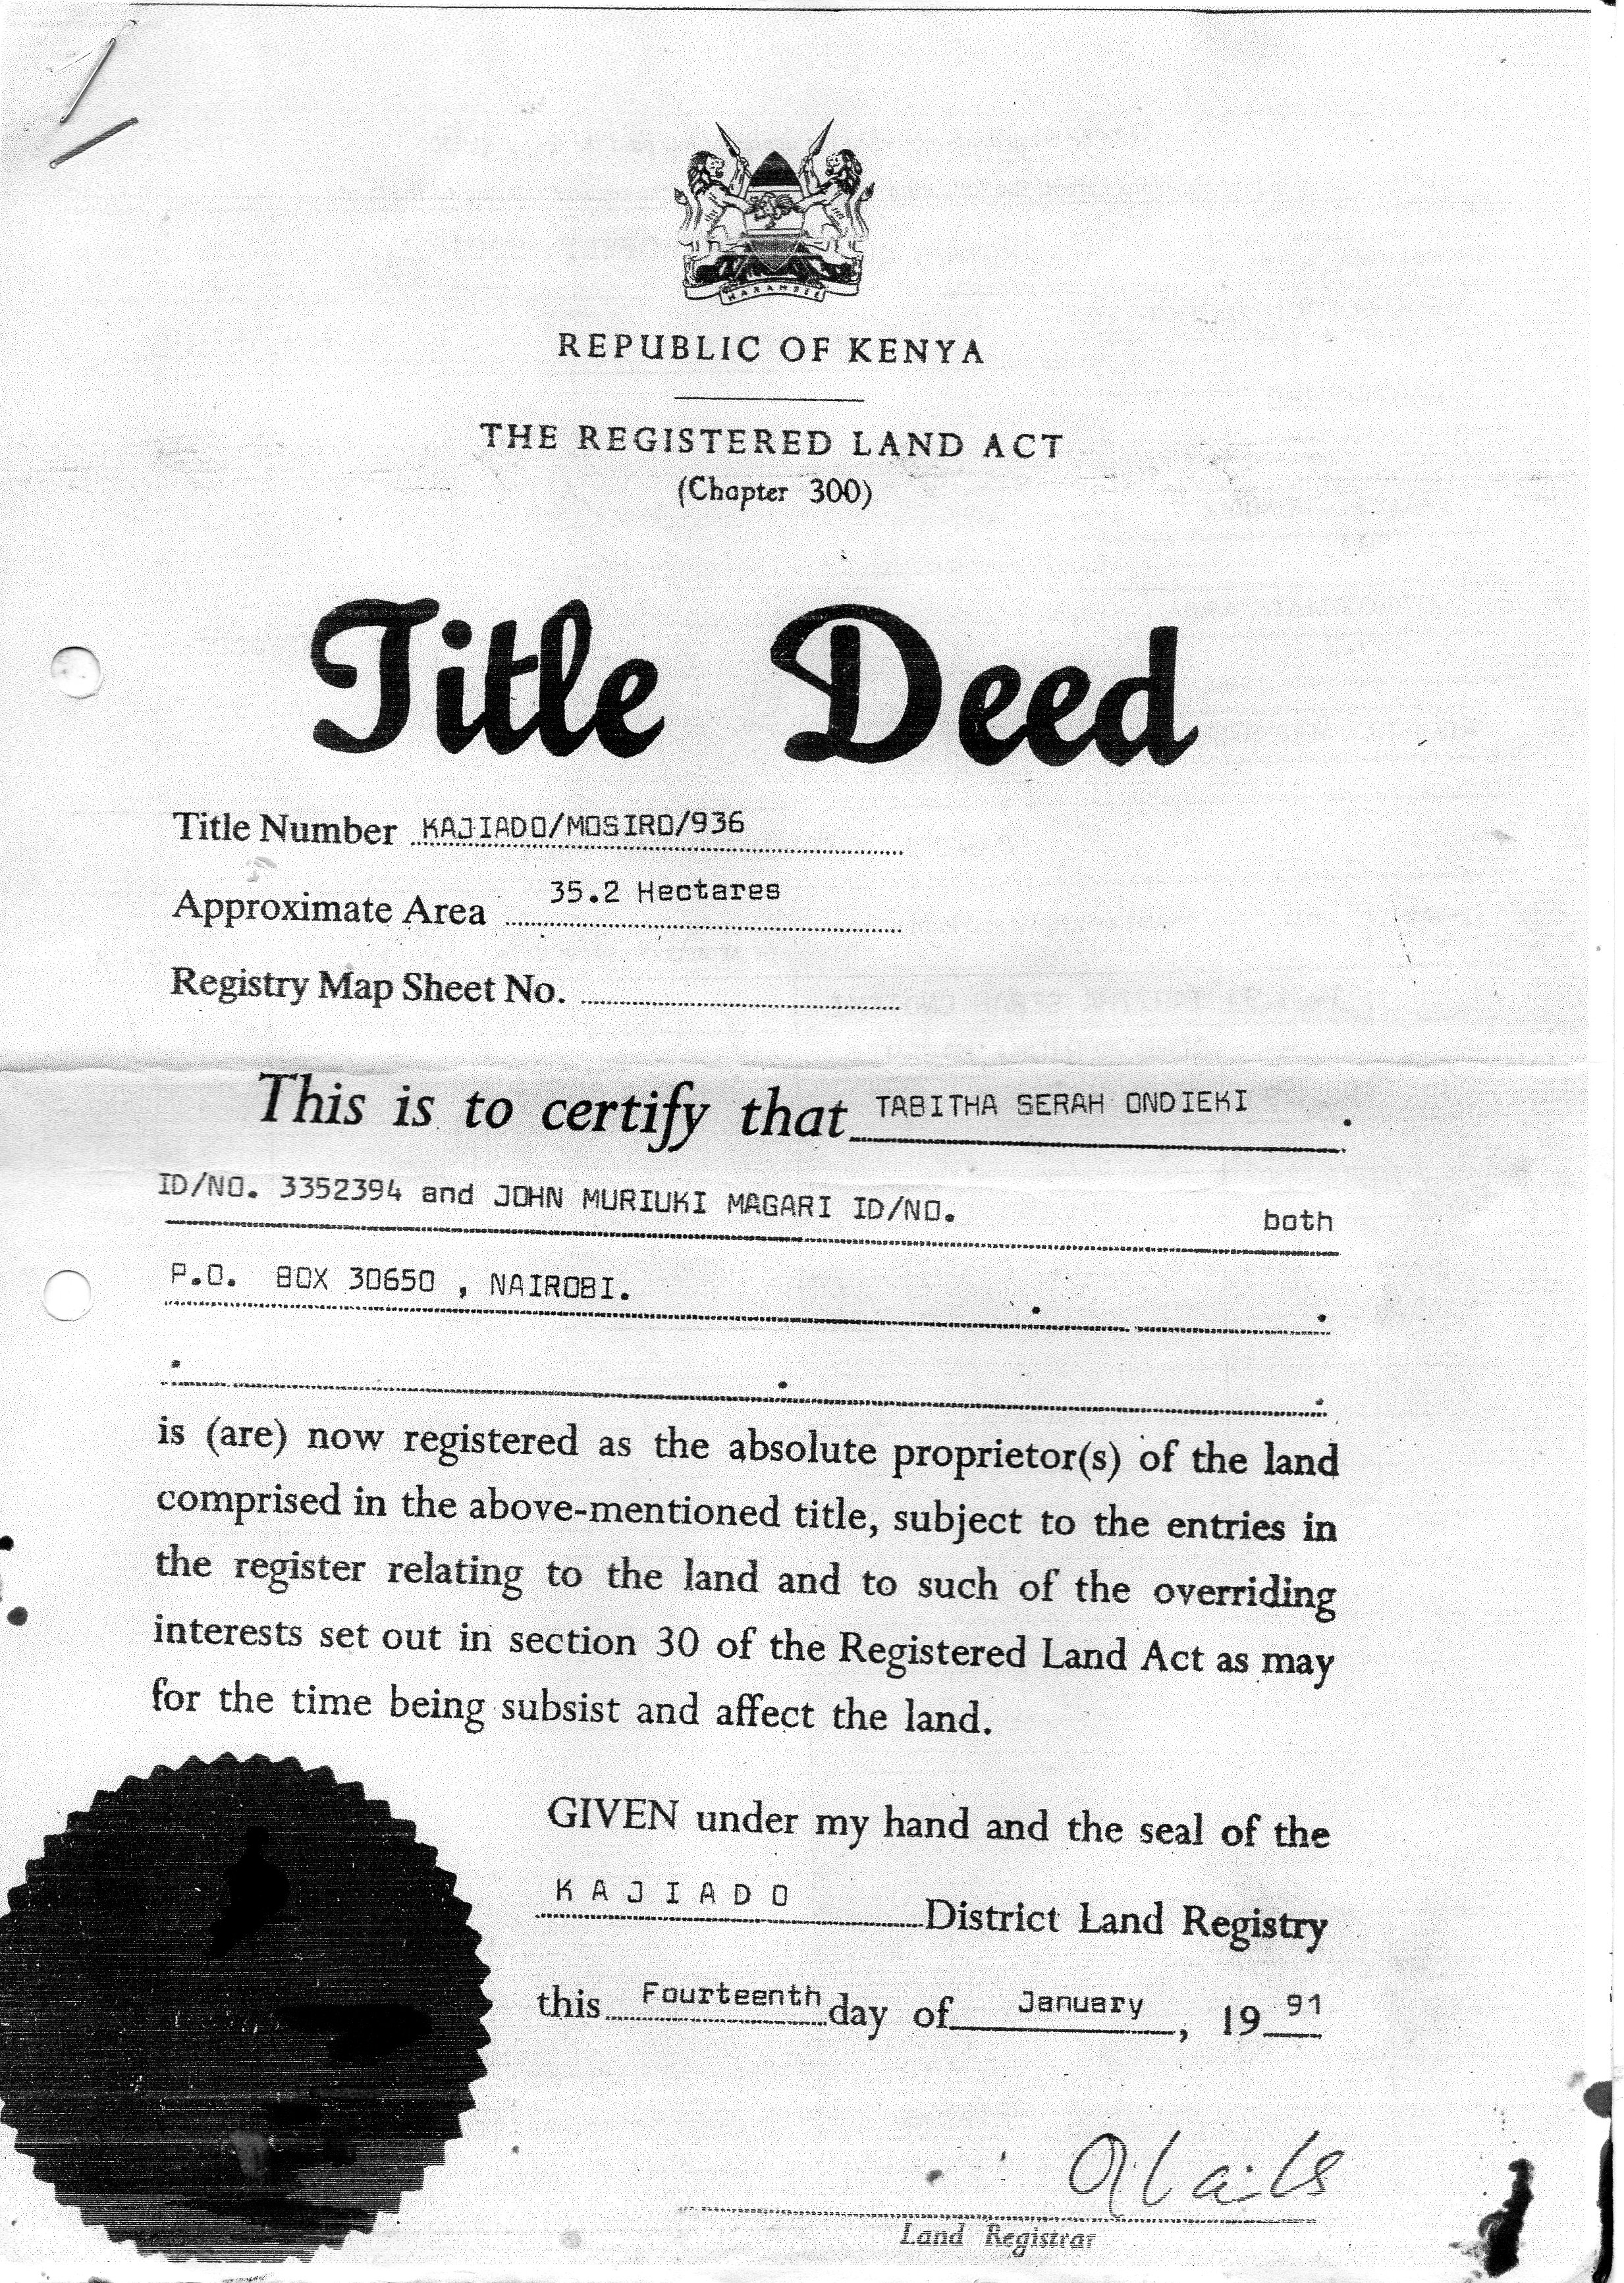 HARAMBEE
REPUBLIC OF KENYA
THE REGISTERED LAND ACT
(Chapter 300)
Title Deed
Title Number KAJIADO/MOSIRO/936
Approximate Area 35.2 Hectares
Registry Map Sheet No.
This is to certify that TABITHA SERAH ONDIEKI
ID/NO. 3352394 and JOHN MURIUKI MAGARI ID/NO. both
P.O. BOX 30650 , NAIROBI.
is (are) now registered as the absolute proprietor(s) of the land
comprised in the above-mentioned title, subject to the entries in
the register relating to the land and to such of the overriding
interests set out in section 30 of the Registered Land Act as may
for the time being subsist and affect the land.
GIVEN under my hand and the seal of the
KAJIADO District Land Registry
this Fourteenth day of January, 19 91
Land Registrar